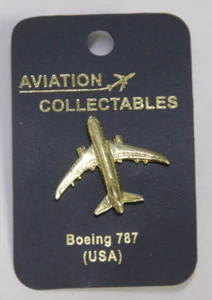 AVIATION
COLLECTABLES
Boeing 787
(USA)